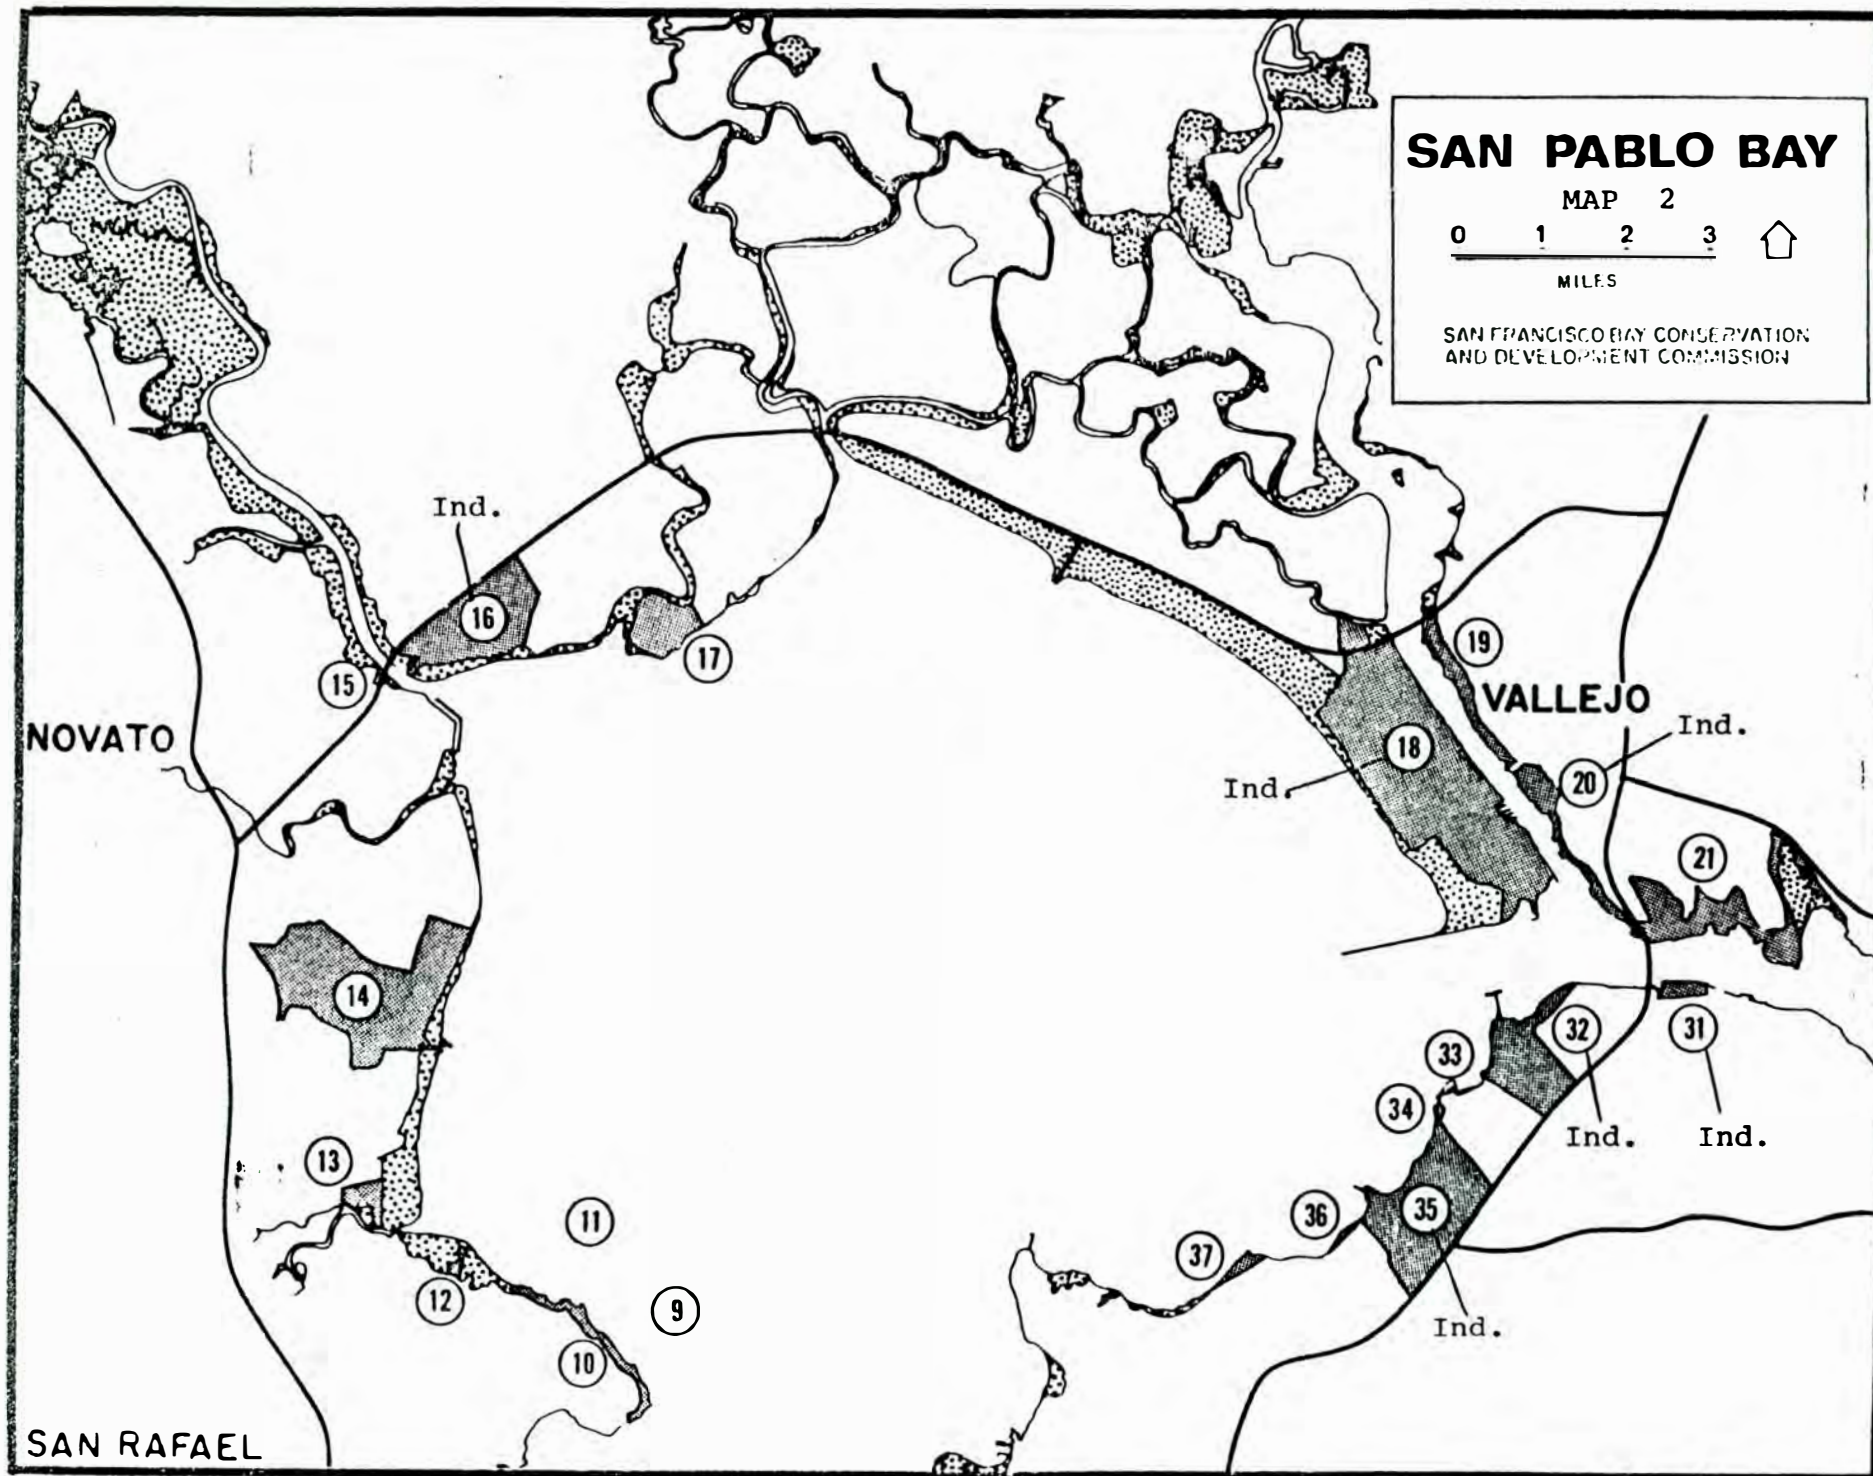 SAN PABLO BAY
MAP 2
0 1 2 3
MILES
SAN FRANCISCO BAY CONSERVATION
AND DEVELOPMENT COMMISSION
Ind.
16
17
15
NOVATO
19
VALLEJO
Ind.
18
20
Ind.
21
14
32
31
33
34
Ind.
Ind.
13
11
36
35
37
12
9
10
Ind.
SAN RAFAEL